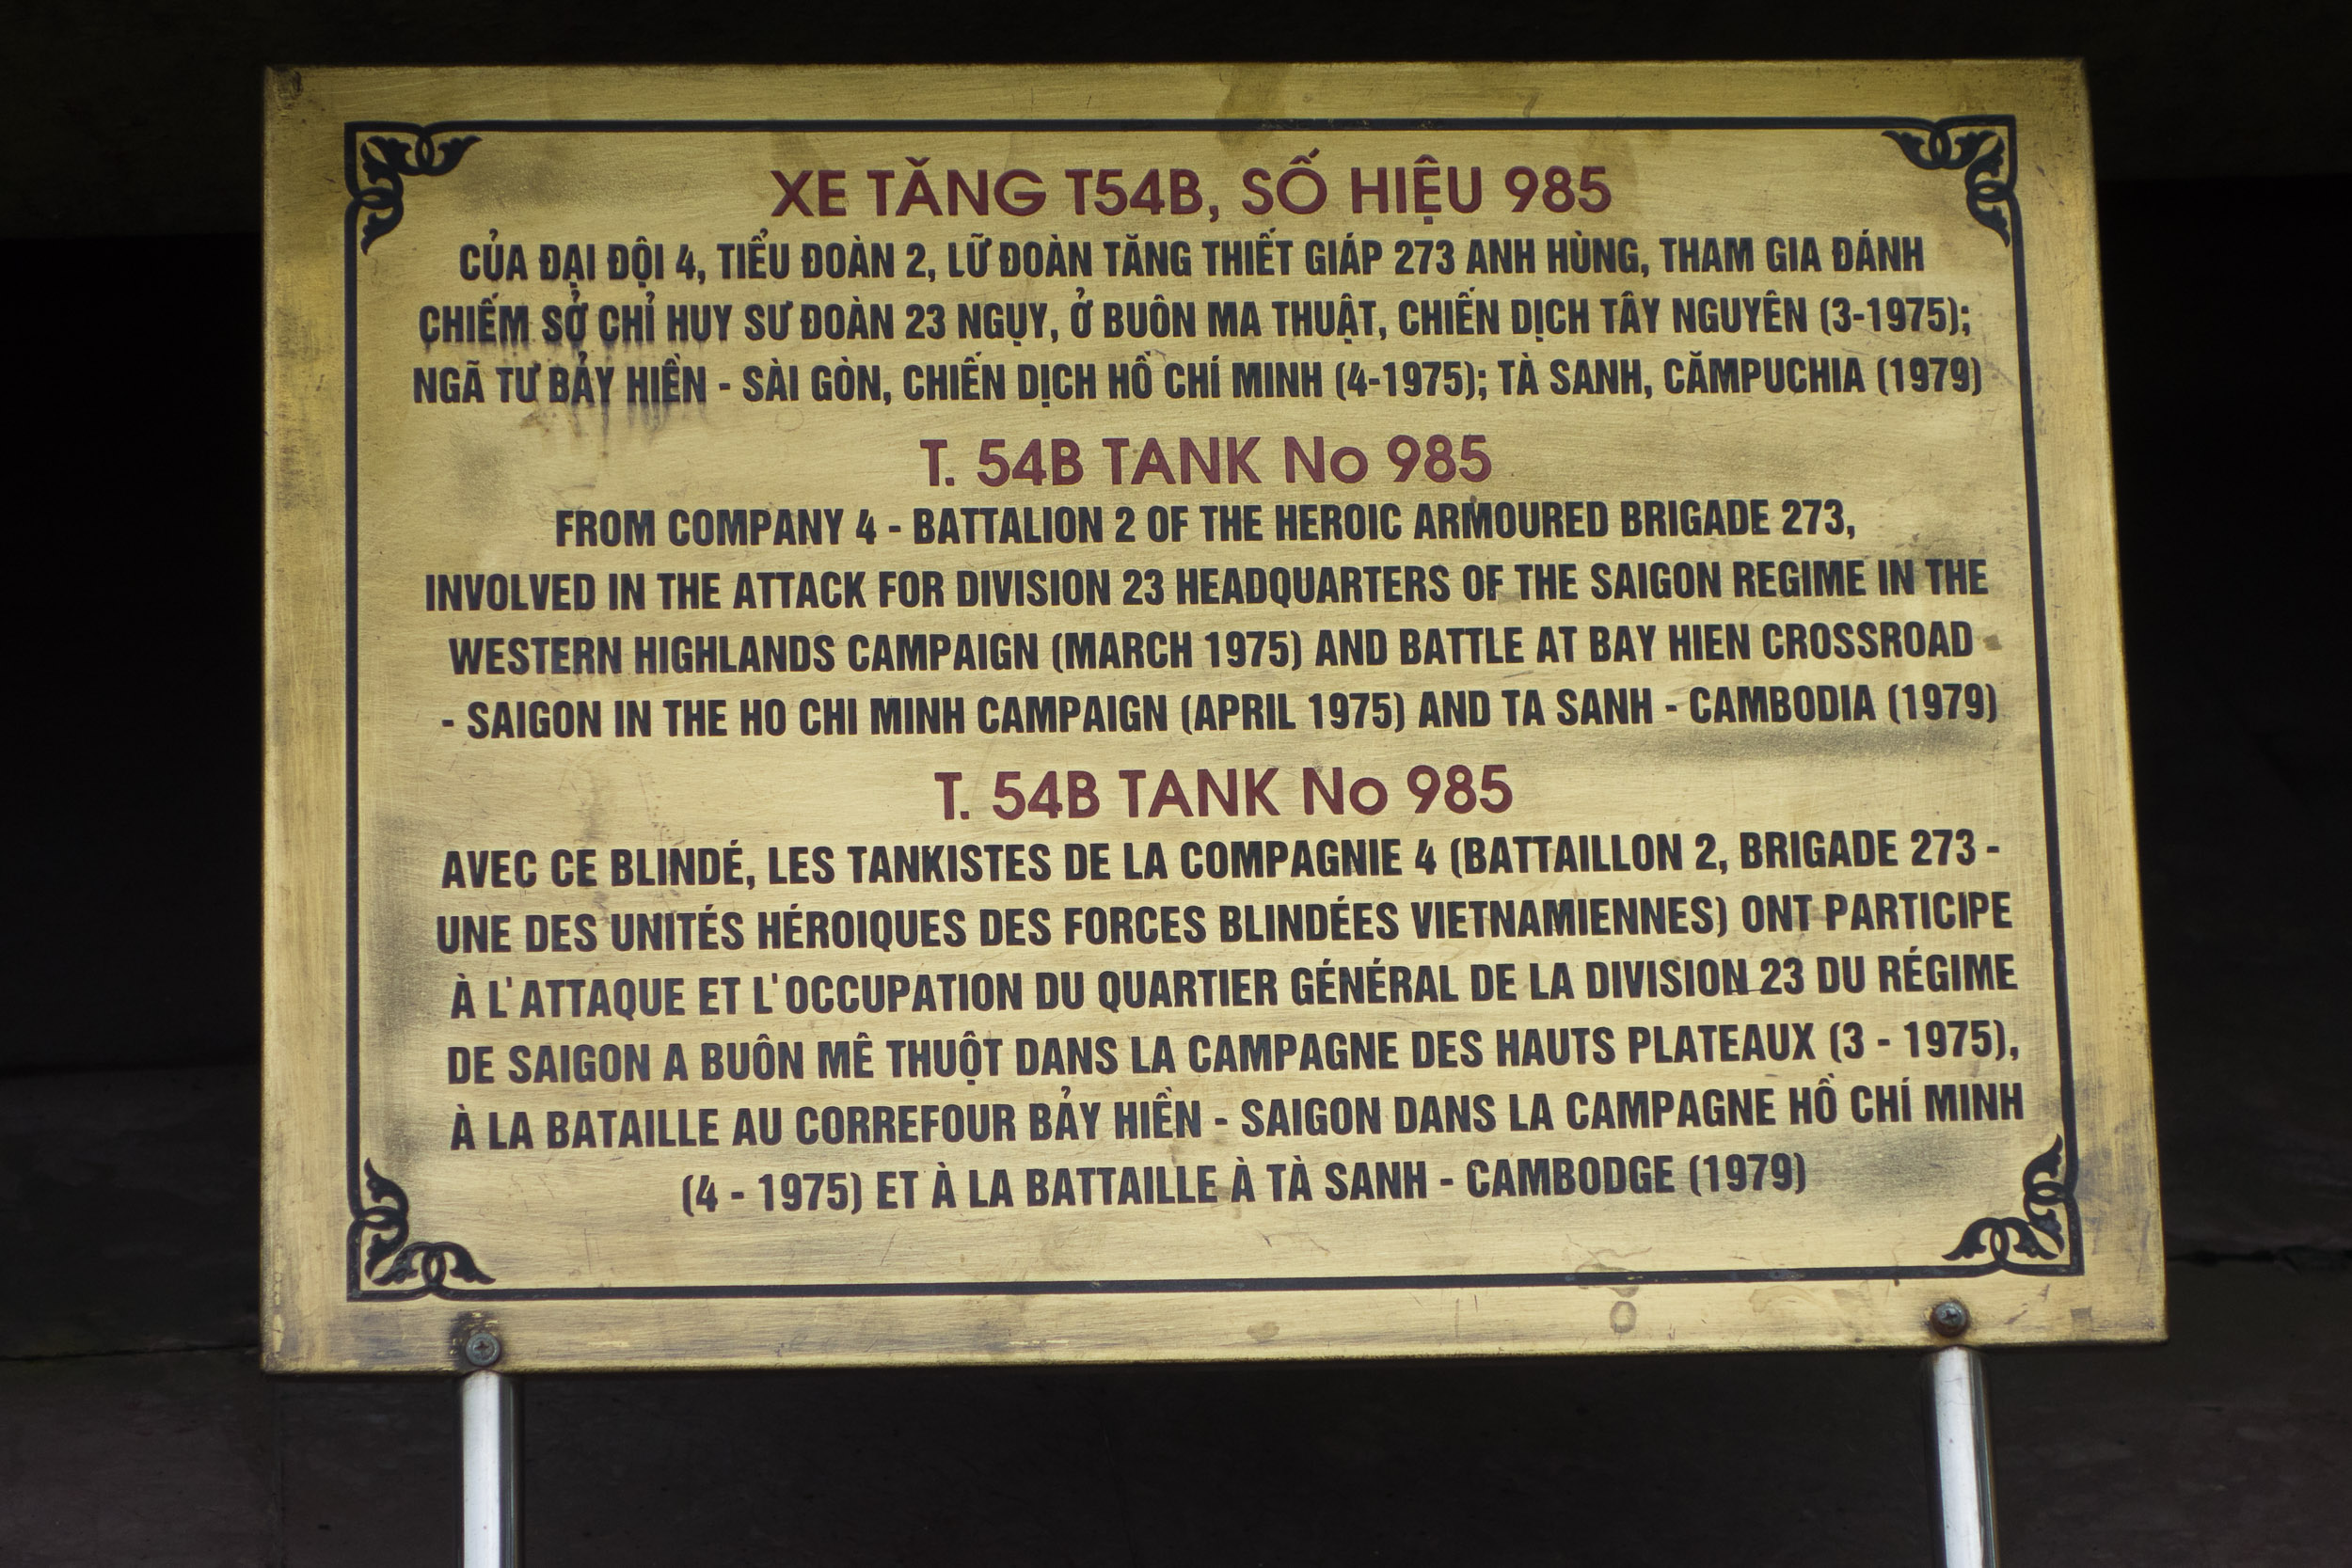 XE TĂNG T54B, SỐ HIỆU 985
CỦA ĐẠI ĐỘI 4, TIỂU ĐOÀN 2, LỮ ĐOÀN TĂNG THIẾT GIÁP 273 ANH HÙNG, THAM GIA ĐÁNH
CHIẾM SỞ CHỈ HUY SƯ ĐOÀN 23 NGỤY, Ở BUÔN MA THUẬT, CHIẾN DỊCH TÂY NGUYÊN (3-1975);
NGÃ TƯ BẢY HIỀN - SÀI GÒN, CHIẾN DỊCH HỒ CHÍ MINH (4-1975); TÀ SANH, CĂMPUCHIA (1979)
T. 54B TANK No 985
FROM COMPANY 4 - BATTALION 2 OF THE HEROIC ARMOURED BRIGADE 273,
INVOLVED IN THE ATTACK FOR DIVISION 23 HEADQUARTERS OF THE SAIGON REGIME IN THE
WESTERN HIGHLANDS CAMPAIGN (MARCH 1975) AND BATTLE AT BAY HIEN CROSSROAD
- SAIGON IN THE HO CHI MINH CAMPAIGN (APRIL 1975) AND TA SANH - CAMBODIA (1979)
T. 54B TANK No 985
AVEC CE BLINDÉ, LES TANKISTES DE LA COMPAGNIE 4 (BATTAILLON 2, BRIGADE 273 -
UNE DES UNITÉS HÉROIQUES DES FORCES BLINDÉES VIETNAMIENNES) ONT PARTICIPE
À L'ATTAQUE ET L'OCCUPATION DU QUARTIER GÉNÉRAL DE LA DIVISION 23 DU RÉGIME
DE SAIGON A BUÔN MÊ THUỘT DANS LA CAMPAGNE DES HAUTS PLATEAUX (3 - 1975),
À LA BATAILLE AU CORREFOUR BẢY HIỀN - SAIGON DANS LA CAMPAGNE HỒ CHÍ MINH
(4 - 1975) ET À LA BATTAILLE À TÀ SANH - CAMBODGE (1979)